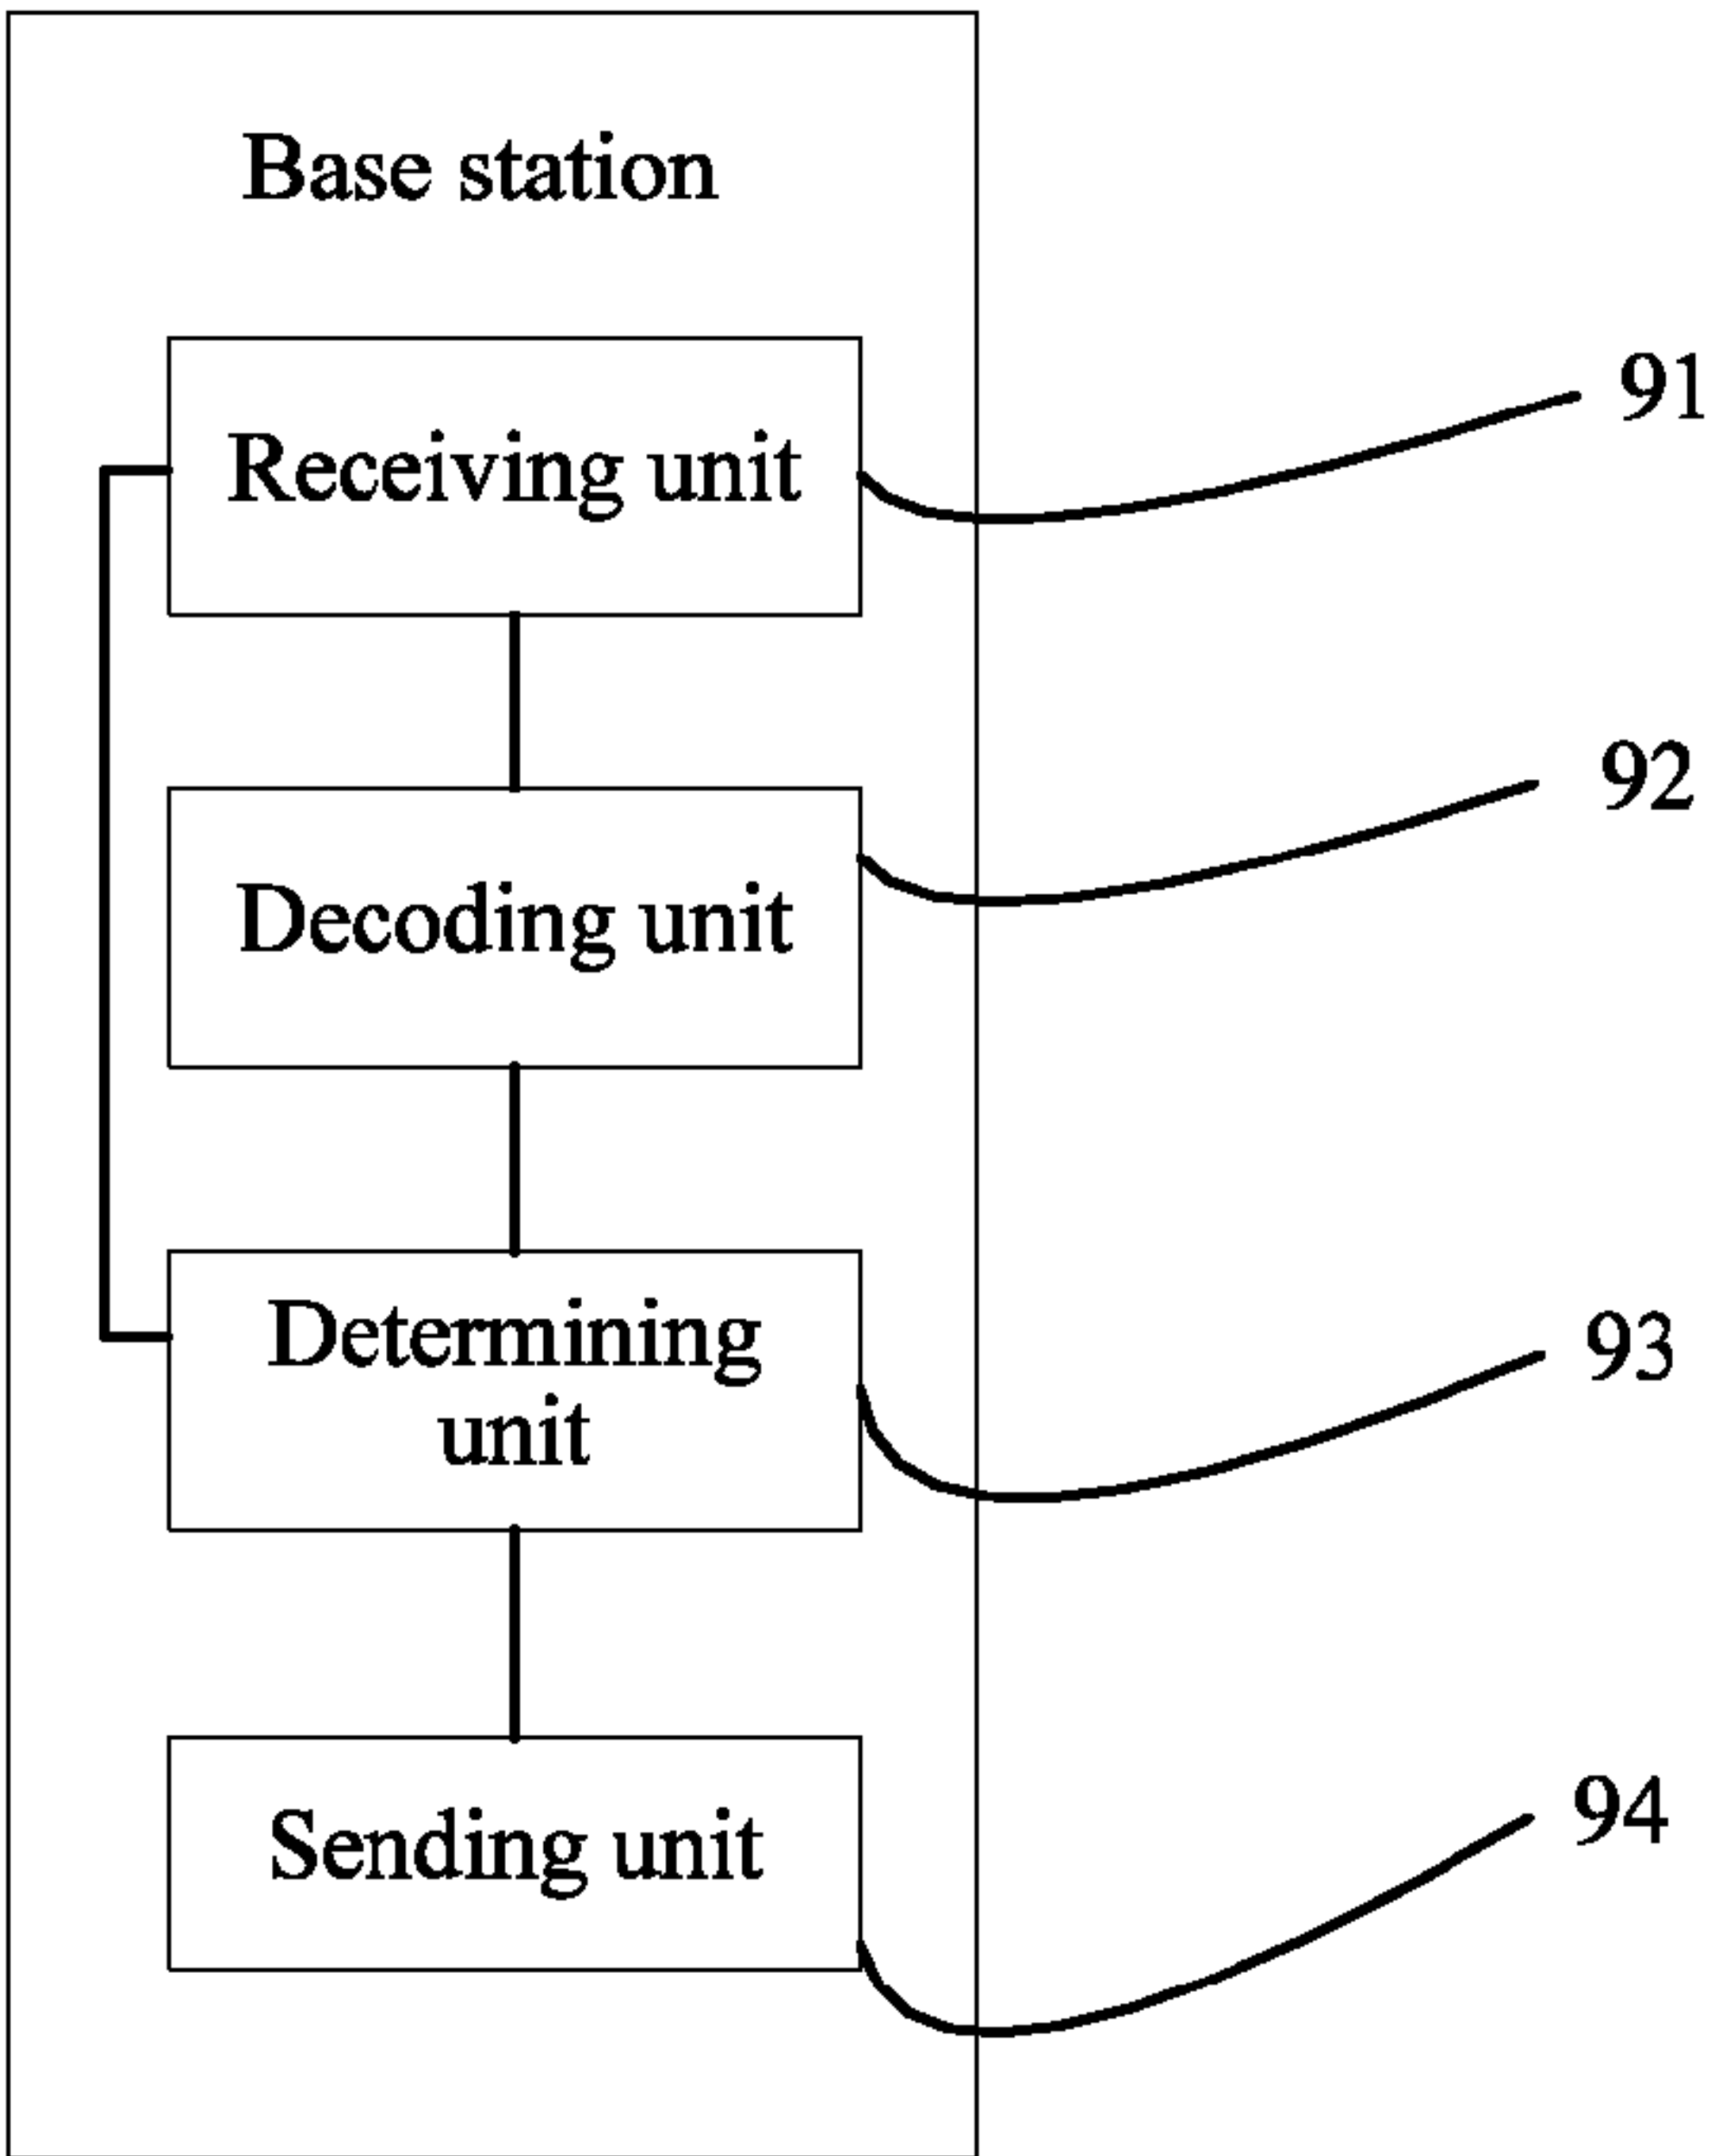 Base station
Receiving unit
91
Decoding unit
92
Determining
unit
93
Sending unit
94